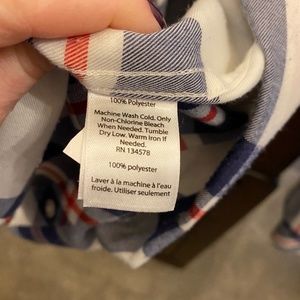 100% Polyester
Machine Wash Cold, Only
Non-Chlorine Bleach
When Needed. Tumble
Dry Low. Warm Iron If
Needed.
RN 134578
100% polyester
Laver à la machine à l'eau
froide. Utiliser seulement